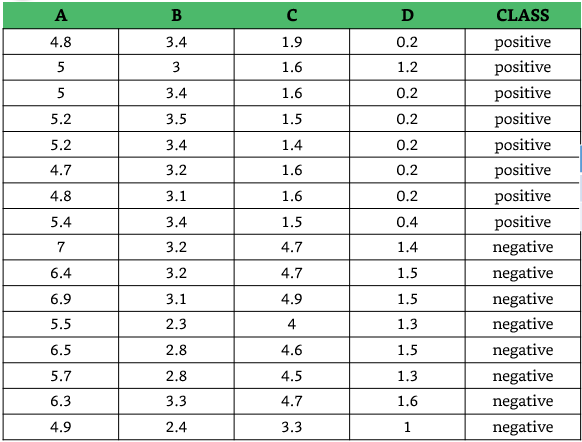 A B C D CLASS
4.8 3.4 1.9 0.2 positive
5 3 1.6 1.2 positive
5 3.4 1.6 0.2 positive
5.2 3.5 1.5 0.2 positive
5.2 3.4 1.4 0.2 positive
4.7 3.2 1.6 0.2 positive
4.8 3.1 1.6 0.2 positive
5.4 3.4 1.5 0.4 positive
7 3.2 4.7 1.4 negative
6.4 3.2 4.7 1.5 negative
6.9 3.1 4.9 1.5 negative
5.5 2.3 4 1.3 negative
6.5 2.8 4.6 1.5 negative
5.7 2.8 4.5 1.3 negative
6.3 3.3 4.7 1.6 negative
4.9 2.4 3.3 1 negative